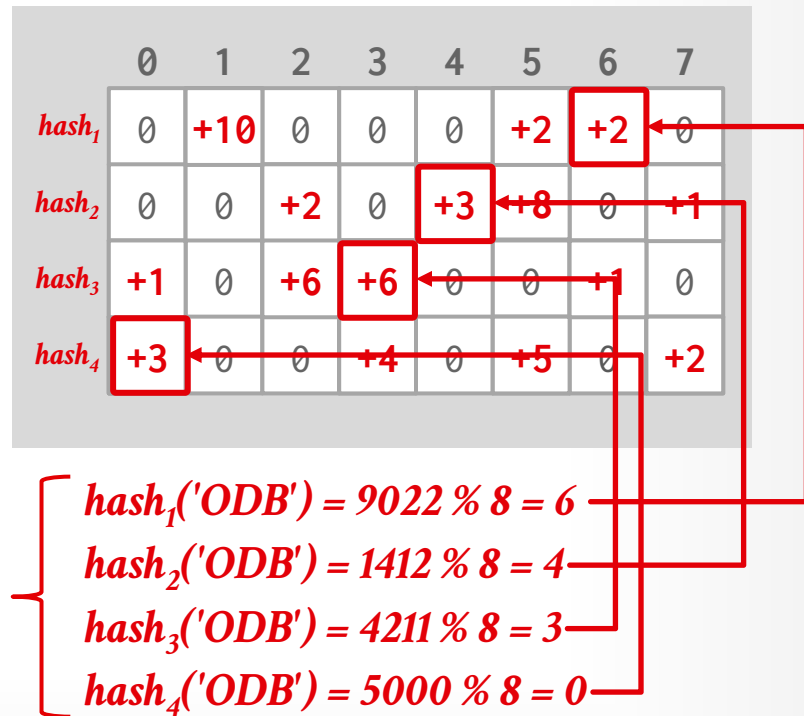 0 1 2 3 4 5 6 7
hash₁ 0 +10 0 0 0 +2 +2 0
hash₂ 0 0 +2 0 +3 +8 0 +1
hash₃ +1 0 +6 +6 0 0 +1 0
hash₄ +3 0 0 +4 0 +5 0 +2
hash₁('ODB') = 9022 % 8 = 6
hash₂('ODB') = 1412 % 8 = 4
hash₃('ODB') = 4211 % 8 = 3
hash₄('ODB') = 5000 % 8 = 0